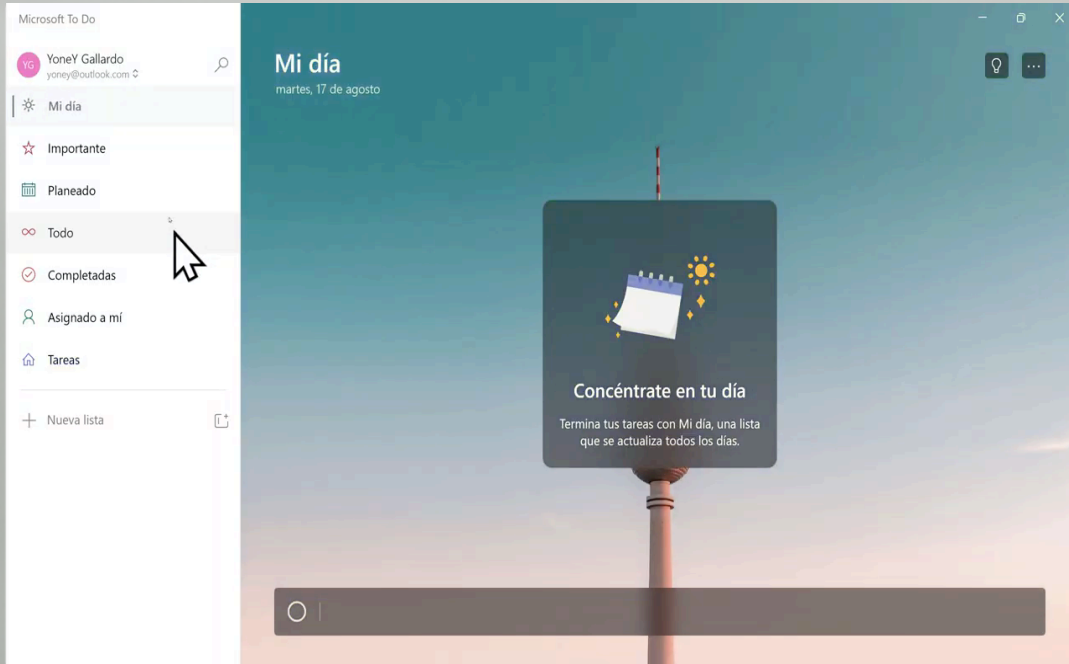 Microsoft To Do
YG
YoneY Gallardo
yoney@outlook.com
Mi día
Importante
Planeado
Todo
Completadas
Asignado a mí
Tareas
Nueva lista
Mi día
martes, 17 de agosto
Concéntrate en tu día
Termina tus tareas con Mi día, una lista
que se actualiza todos los días.